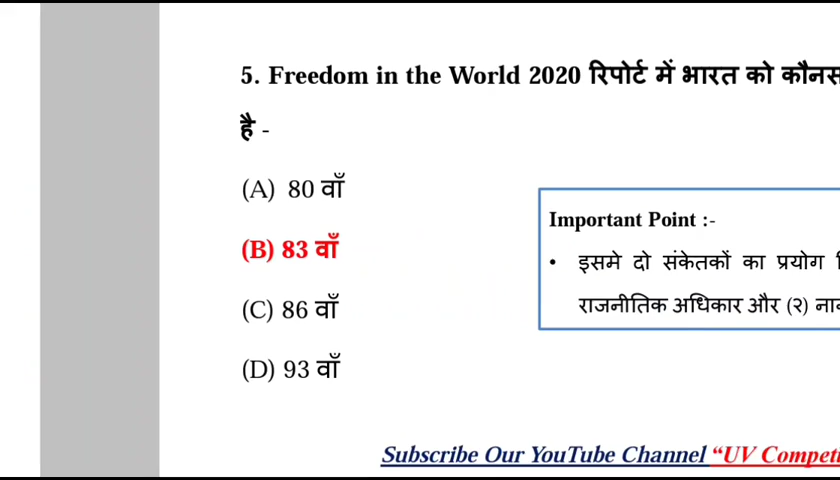 5. Freedom in the World 2020 रिपोर्ट में भारत को
है -
(A) 80 वाँ
(B) 83 वाँ
(C) 86 वाँ
(D) 93 वाँ
Important Point :-
• इसमे दो संकेतकों का प्रयोग
राजनीतिक अधिकार और (२)
Subscribe Our YouTube Channel “UV